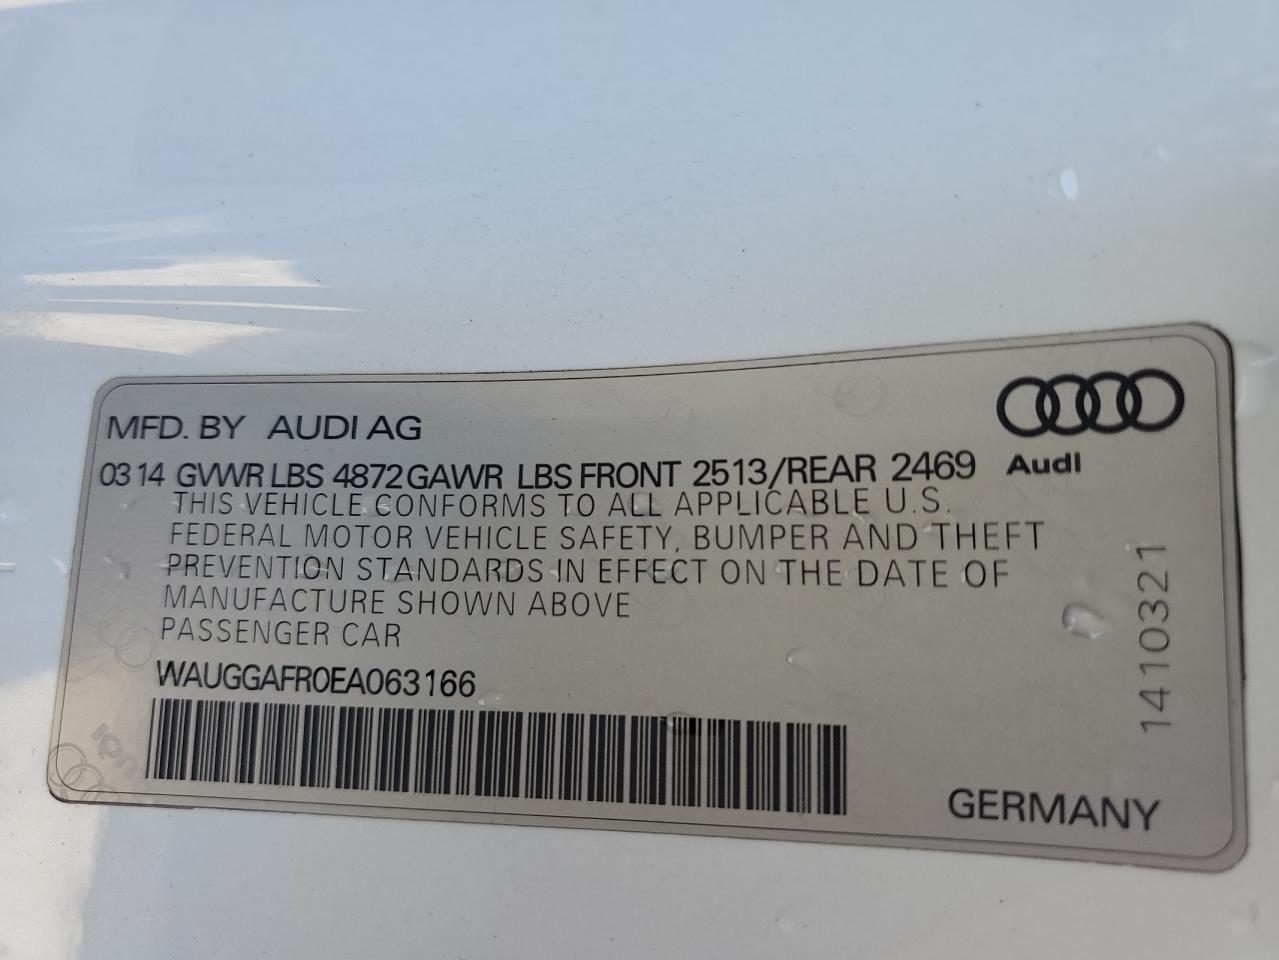 MFD. BY AUDI AG
0314 GVWR LBS 4872 GAWR LBS FRONT 2513/REAR 2469
Audi
THIS VEHICLE CONFORMS TO ALL APPLICABLE U.S.
FEDERAL MOTOR VEHICLE SAFETY, BUMPER AND THEFT
PREVENTION STANDARDS IN EFFECT ON THE DATE OF
MANUFACTURE SHOWN ABOVE
PASSENGER CAR
WAUGGAFR0EA063166
1410321
GERMANY